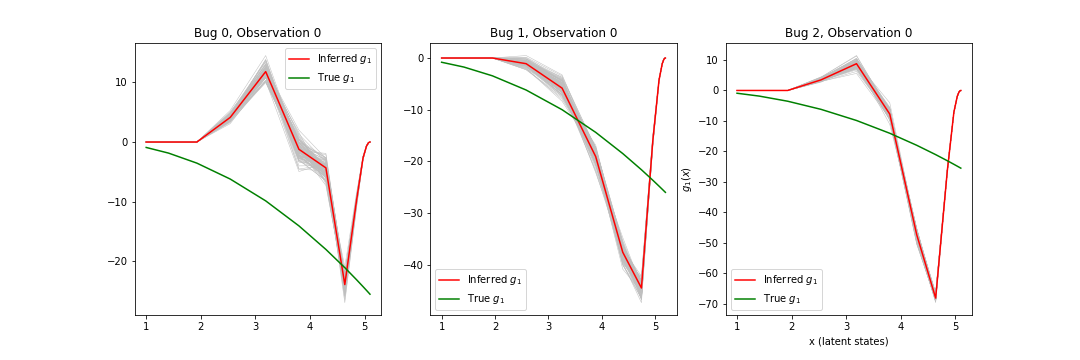 Bug 0, Observation 0
Inferred g₁
True g₁
10
0
−10
−20
1 2 3 4 5
Bug 1, Observation 0
0
−10
−20
−30
−40
Inferred g₁
True g₁
1 2 3 4 5
Bug 2, Observation 0
g₁(x)
10
0
−10
−20
−30
−40
−50
−60
−70
Inferred g₁
True g₁
1 2 3 4 5
x (latent states)